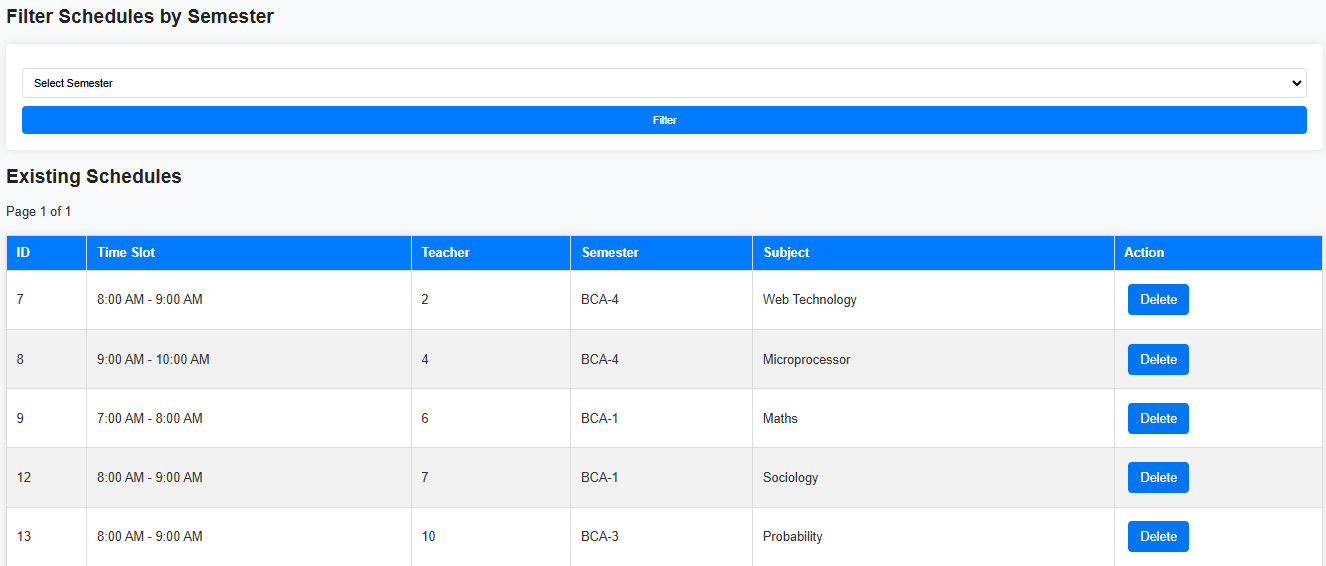 Filter Schedules by Semester
Select Semester
Filter
Existing Schedules
Page 1 of 1
ID Time Slot Teacher Semester Subject Action
7 8:00 AM - 9:00 AM 2 BCA-4 Web Technology Delete
8 9:00 AM - 10:00 AM 4 BCA-4 Microprocessor Delete
9 7:00 AM - 8:00 AM 6 BCA-1 Maths Delete
12 8:00 AM - 9:00 AM 7 BCA-1 Sociology Delete
13 8:00 AM - 9:00 AM 10 BCA-3 Probability Delete